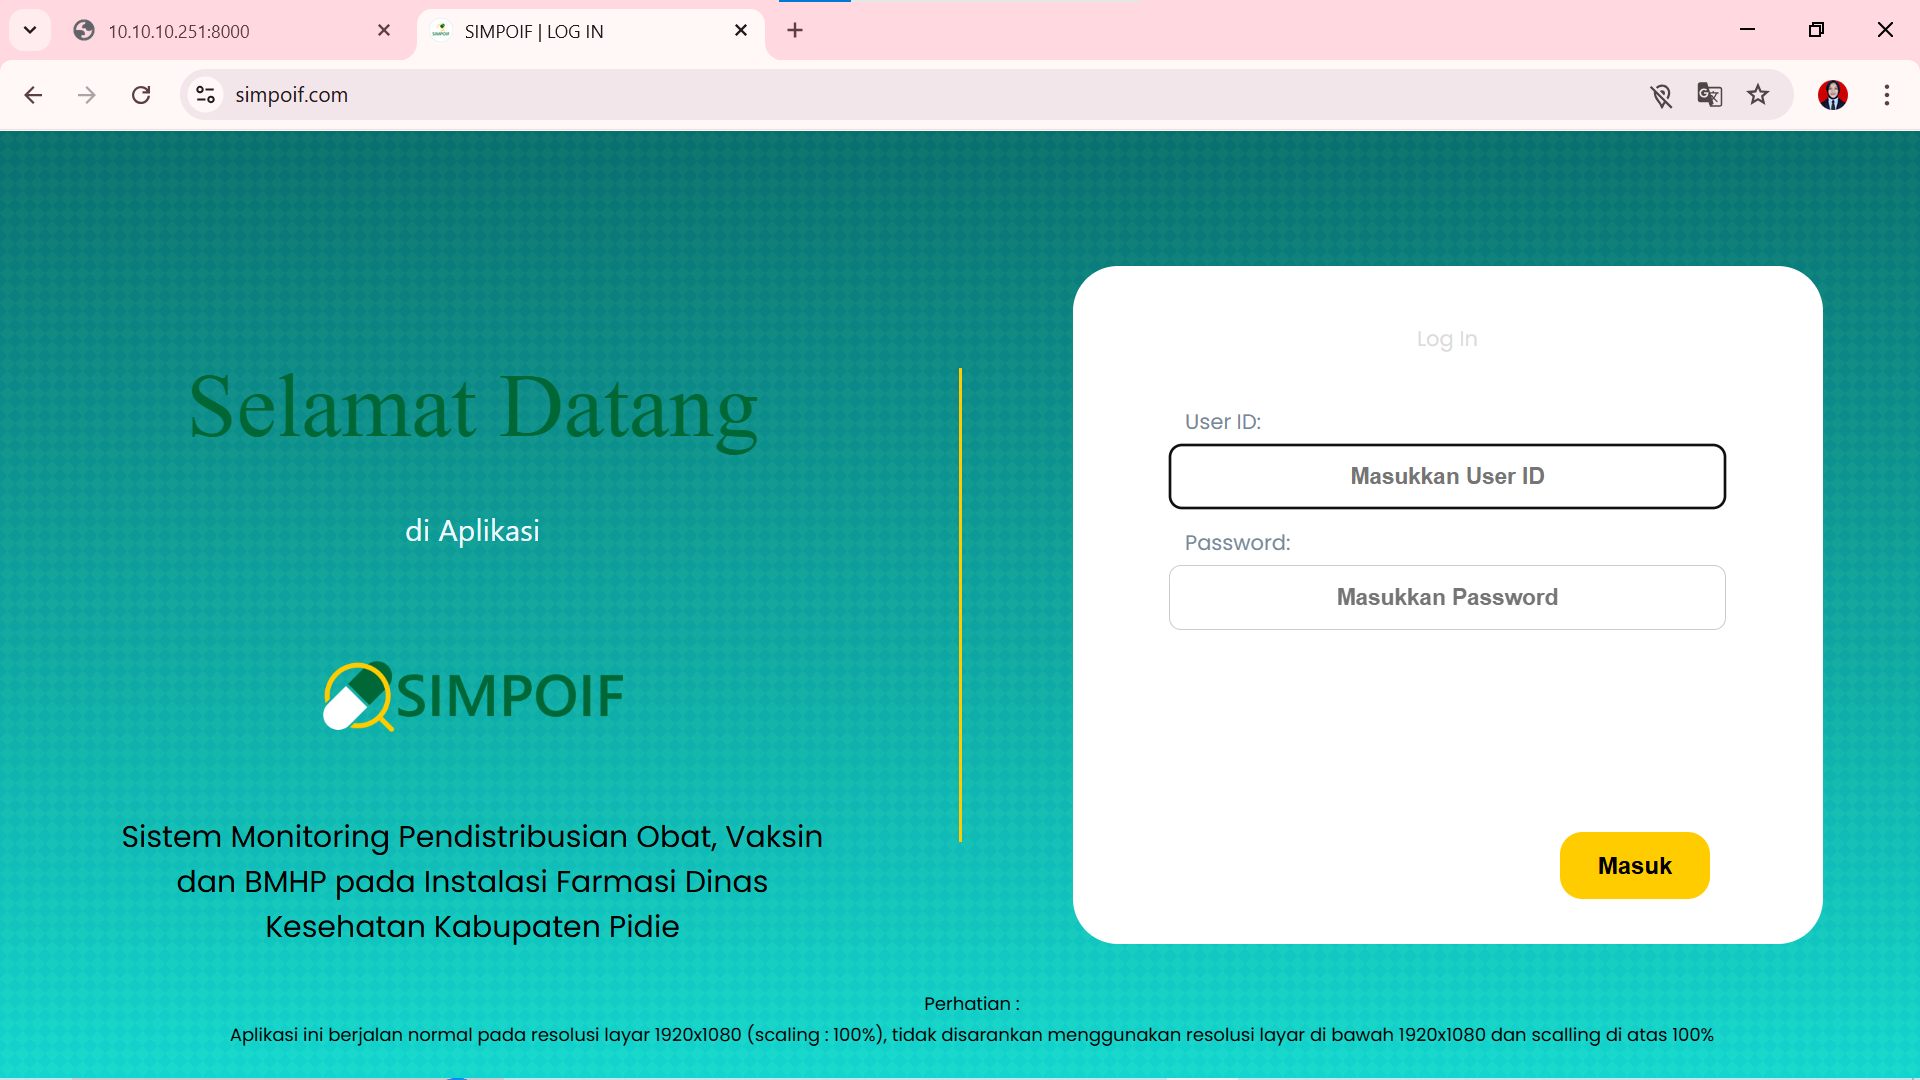 10.10.10.251:8000
SIMPOIF | LOG IN
simpoif.com
Selamat Datang
di Aplikasi
SIMPOIF
Sistem Monitoring Pendistribusian Obat, Vaksin
dan BMHP pada Instalasi Farmasi Dinas
Kesehatan Kabupaten Pidie
Log In
User ID:
Masukkan User ID
Password:
Masukkan Password
Masuk
Perhatian :
Aplikasi ini berjalan normal pada resolusi layar 1920x1080 (scaling : 100%), tidak disarankan menggunakan resolusi layar di bawah 1920x1080 dan scalling di atas 100%